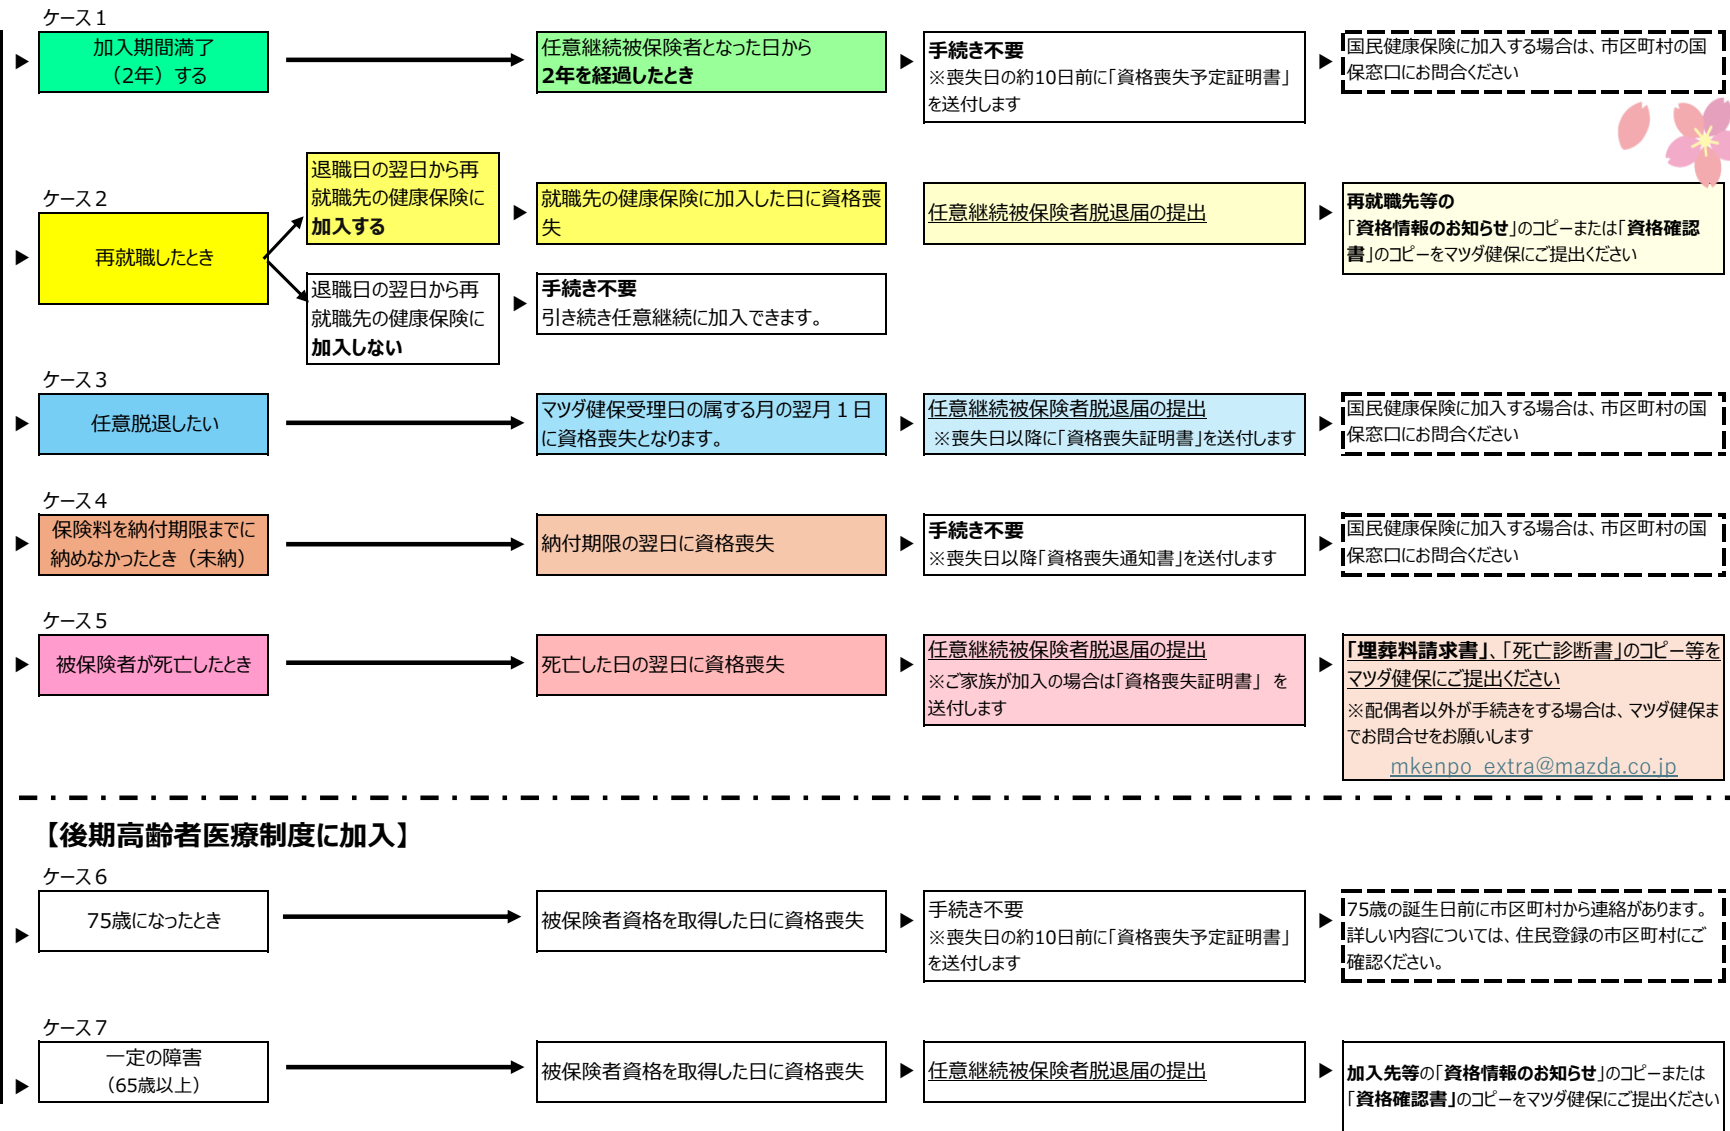 ケース１
加入期間満了
（2年）する
任意継続被保険者となった日から
2年を経過したとき
手続き不要
※喪失日の約10日前に「資格喪失予定証明書」
を送付します
国民健康保険に加入する場合は、市区町村の国
保窓口にお問合ください
ケース２
再就職したとき
退職日の翌日から再
就職先の健康保険に
加入する
就職先の健康保険に加入した日に資格喪
失
任意継続被保険者脱退届の提出
再就職先等の
「資格情報のお知らせ」のコピーまたは「資格確認
書」のコピーをマツダ健保にご提出ください
退職日の翌日から再
就職先の健康保険に
加入しない
手続き不要
引き続き任意継続に加入できます。
ケース３
任意脱退したい
マツダ健保受理日の属する月の翌月１日
に資格喪失となります。
任意継続被保険者脱退届の提出
※喪失日以降に「資格喪失証明書」を送付します
国民健康保険に加入する場合は、市区町村の国
保窓口にお問合ください
ケース４
保険料を納付期限までに
納めなかったとき（未納）
納付期限の翌日に資格喪失
手続き不要
※喪失日以降「資格喪失通知書」を送付します
国民健康保険に加入する場合は、市区町村の国
保窓口にお問合ください
ケース５
被保険者が死亡したとき
死亡した日の翌日に資格喪失
任意継続被保険者脱退届の提出
※ご家族が加入の場合は「資格喪失証明書」を
送付します
「埋葬料請求書」、「死亡診断書」のコピー等を
マツダ健保にご提出ください
※配偶者以外が手続きをする場合は、マツダ健保ま
でお問合せをお願いします
mkenpo_extra@mazda.co.jp
【後期高齢者医療制度に加入】
ケース６
75歳になったとき
被保険者資格を取得した日に資格喪失
手続き不要
※喪失日の約10日前に「資格喪失予定証明書」
を送付します
75歳の誕生日前に市区町村から連絡があります。
詳しい内容については、住民登録の市区町村にご
確認ください。
ケース７
一定の障害
（65歳以上）
被保険者資格を取得した日に資格喪失
任意継続被保険者脱退届の提出
加入先等の「資格情報のお知らせ」のコピーまたは
「資格確認書」のコピーをマツダ健保にご提出ください